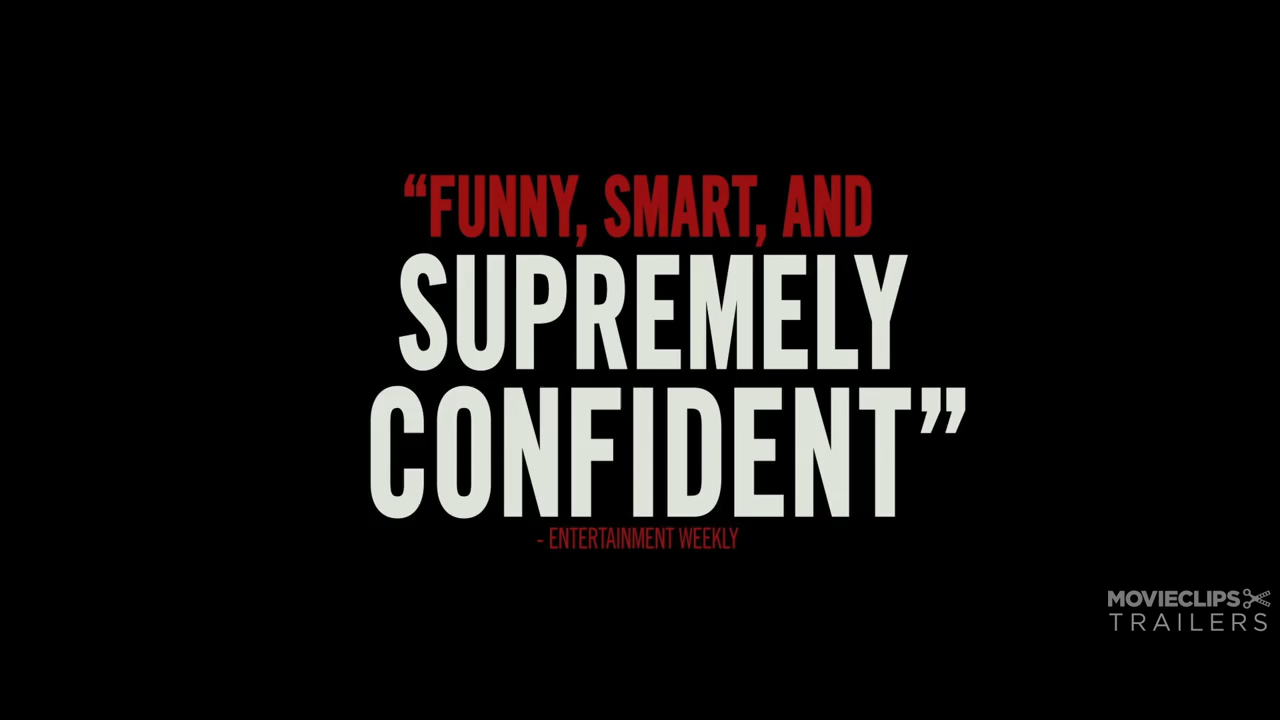 “FUNNY, SMART, AND
SUPREMELY
CONFIDENT”
- ENTERTAINMENT WEEKLY
MOVIECLIPS
TRAILERS